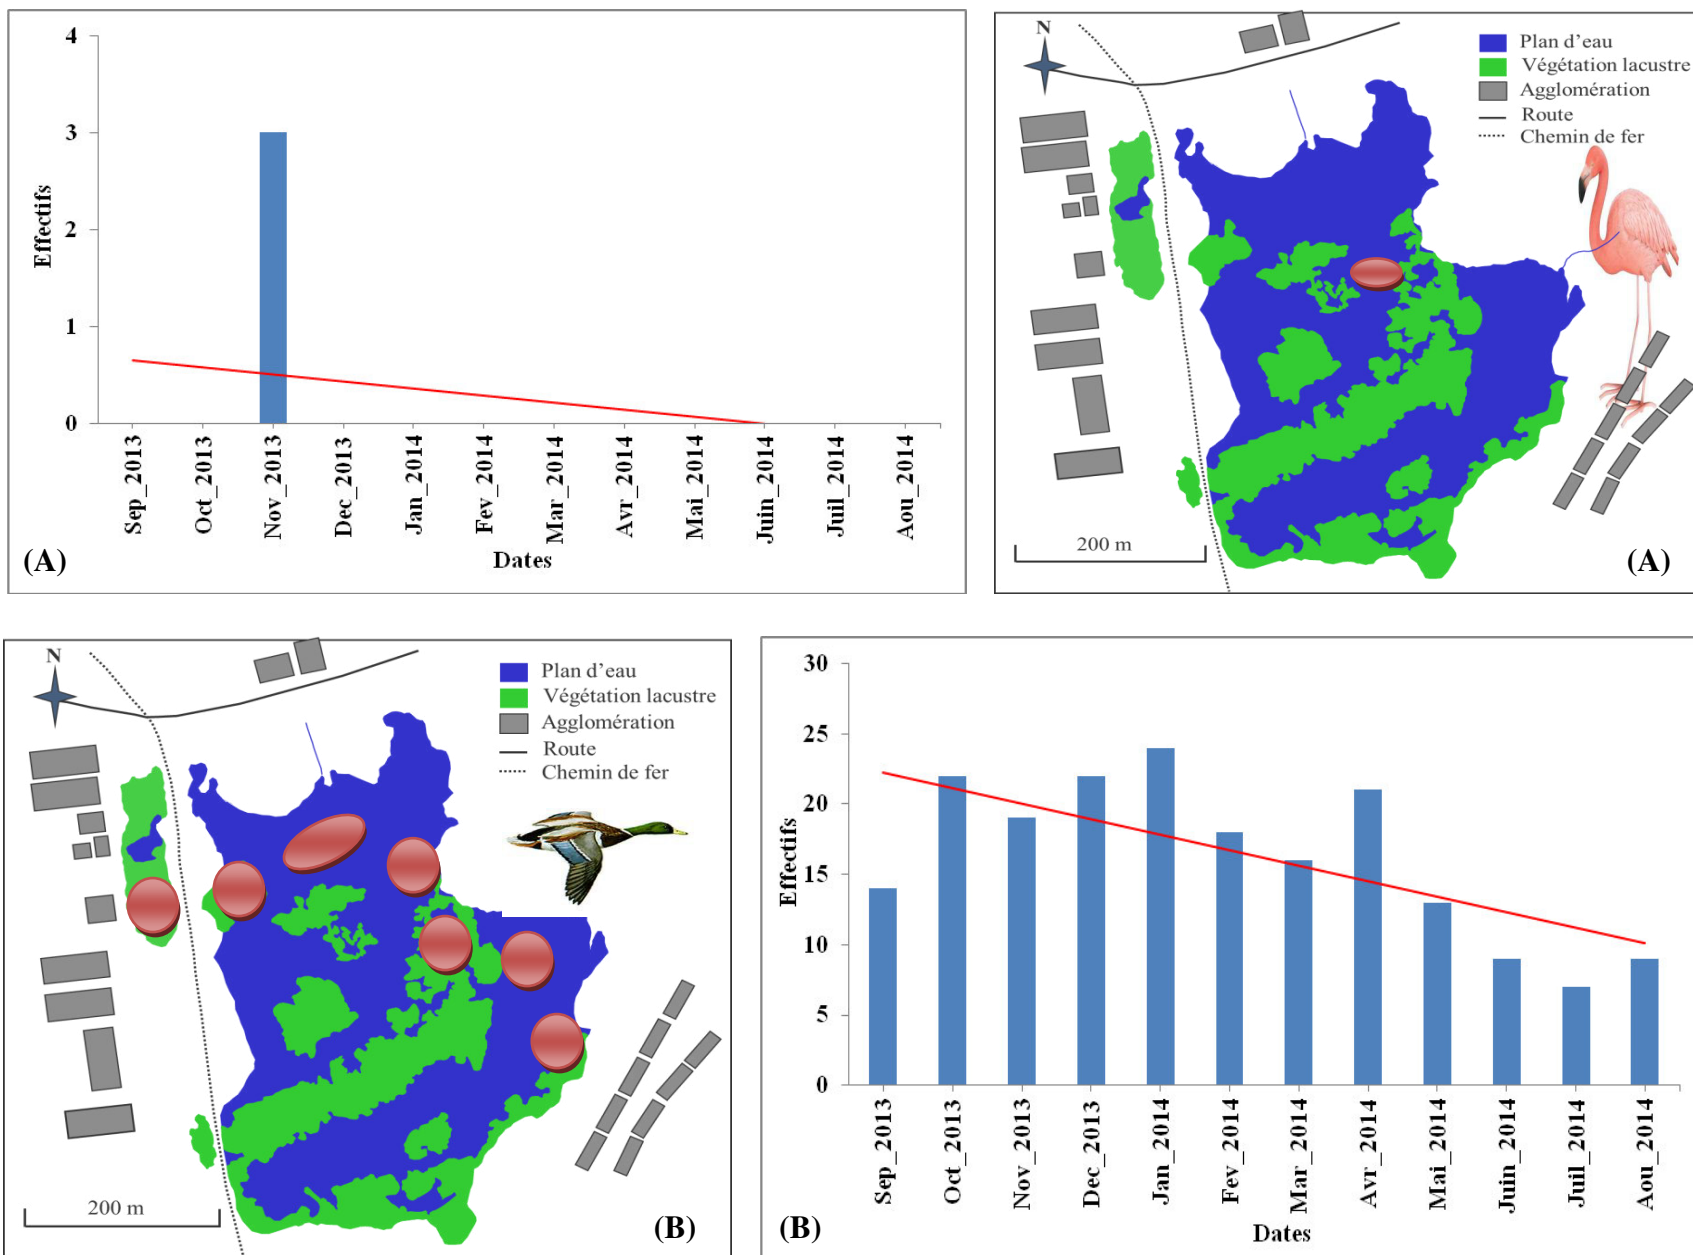 4
3
2
1
0
Effectifs
Sep_2013
Oct_2013
Nov_2013
Dec_2013
Jan_2014
Fev_2014
Mar_2014
Avr_2014
Mai_2014
Juin_2014
Juil_2014
Aou_2014
Dates
(A)
N
Plan d’eau
Végétation lacustre
Agglomération
Route
Chemin de fer
200 m
(A)
N
Plan d’eau
Végétation lacustre
Agglomération
Route
Chemin de fer
200 m
(B)
30
25
20
15
10
5
0
Effectifs
Sep_2013
Oct_2013
Nov_2013
Dec_2013
Jan_2014
Fev_2014
Mar_2014
Avr_2014
Mai_2014
Juin_2014
Juil_2014
Aou_2014
Dates
(B)